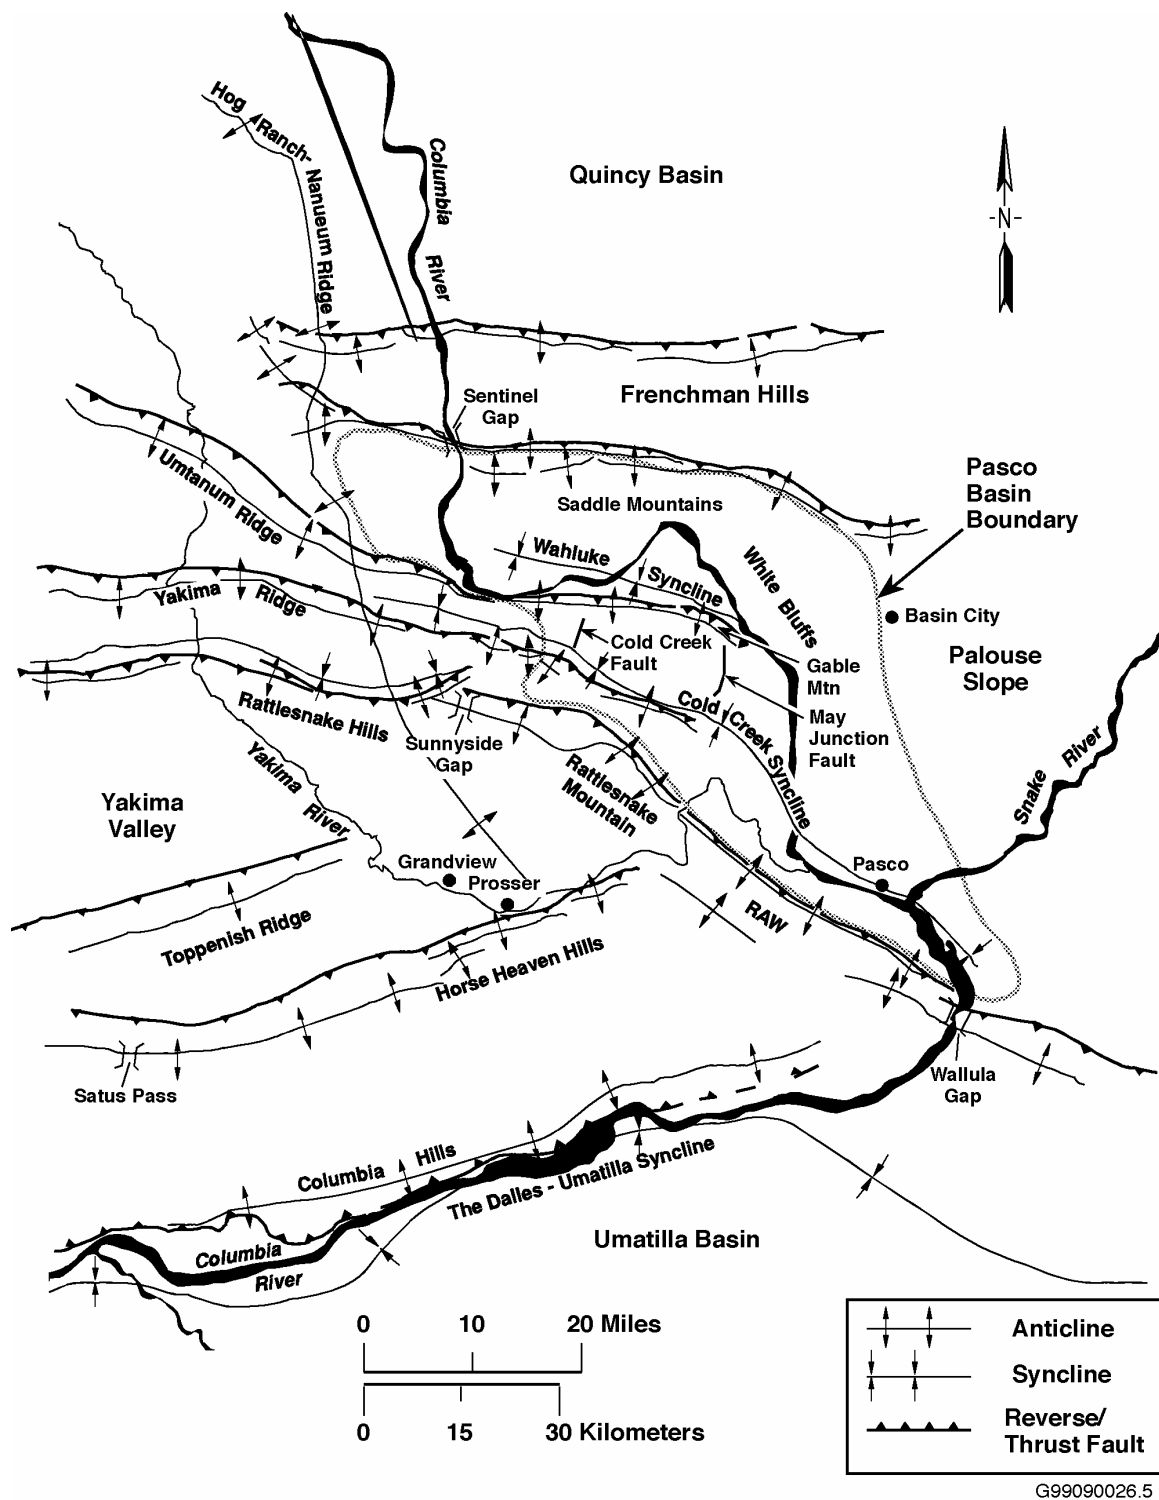 Hog
Ranch-
Nanueum Ridge
Columbia
River
Quincy Basin
-N-
Sentinel
Gap
Frenchman Hills
Umtanum Ridge
Saddle Mountains
Pasco
Basin
Boundary
Wahluke
Syncline
White Bluffs
Yakima
Ridge
Basin City
Cold Creek
Fault
Gable
Mtn
Palouse
Slope
Rattlesnake Hills
Cold Creek Syncline
May
Junction
Fault
Sunnyside
Gap
Yakima
River
Rattlesnake
Mountain
Snake
River
Yakima
Valley
Grandview
Prosser
Pasco
Toppenish Ridge
RAW
Horse Heaven Hills
Satus Pass
Wallula
Gap
Columbia
Hills
The Dalles - Umatilla Syncline
Columbia
River
Umatilla Basin
0 10 20 Miles
0 15 30 Kilometers
Anticline
Syncline
Reverse/
Thrust Fault
G99090026.5